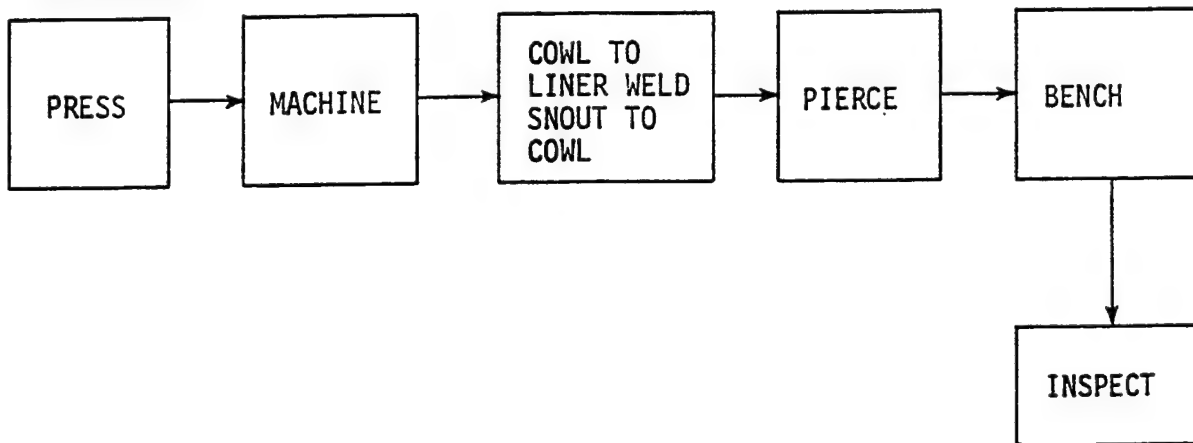 PRESS
MACHINE
COWL TO
LINER WELD
SNOUT TO
COWL
PIERCE
BENCH
INSPECT